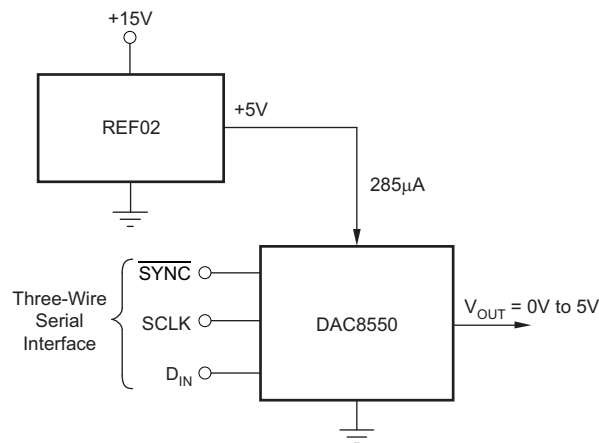 +15V
REF02
+5V
285μA
Three-Wire
Serial
Interface
SYNC
SCLK
DIN
DAC8550
VOUT = 0V to 5V